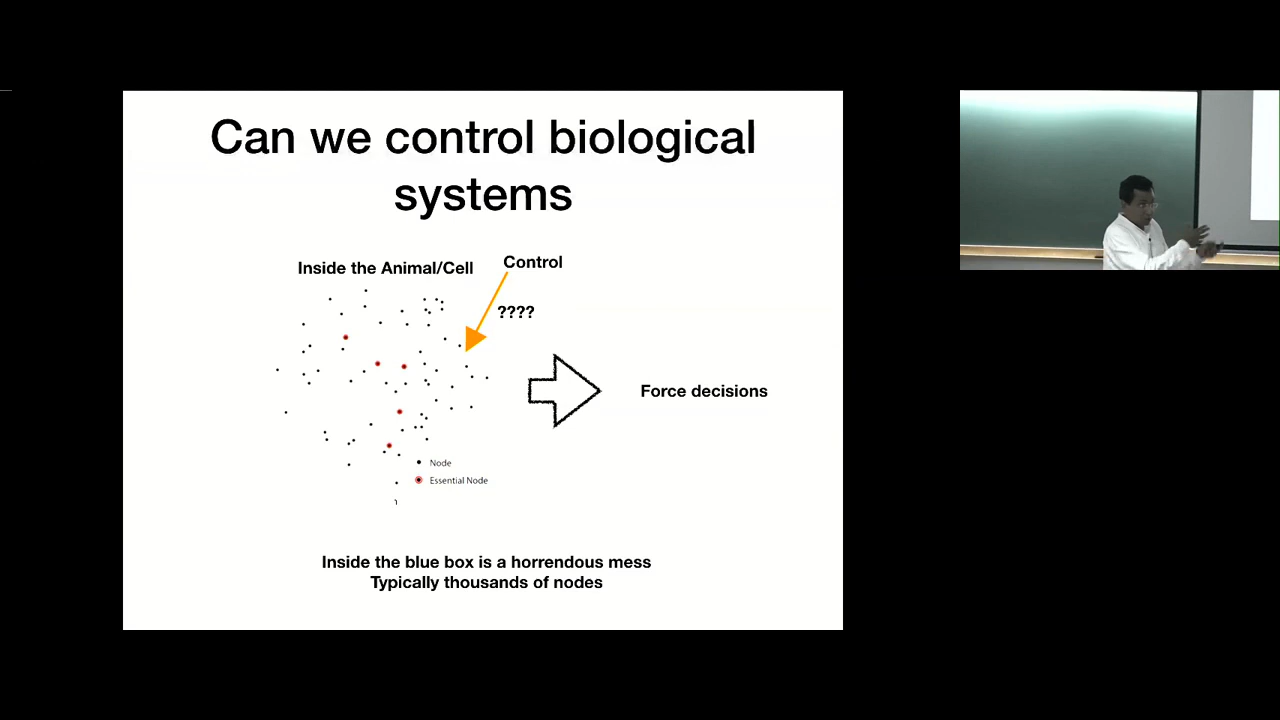 Can we control biological
systems
Inside the Animal/Cell
Control
????
Force decisions
Node
Essential Node
Inside the blue box is a horrendous mess
Typically thousands of nodes